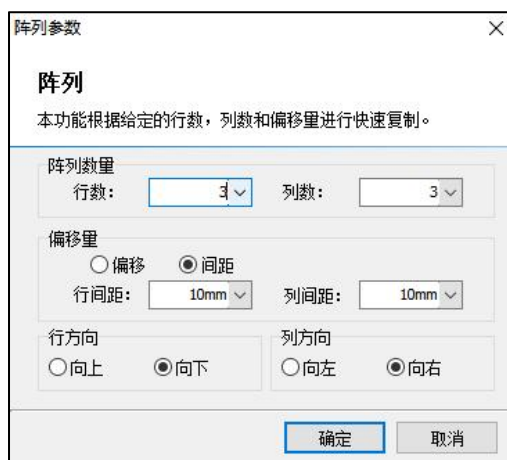 阵列参数
阵列
本功能根据给定的行数，列数和偏移量进行快速复制。
阵列数量
行数： 3 列数： 3
偏移量
偏移 间距
行间距： 10mm 列间距： 10mm
行方向 列方向
向上 向下 向左 向右
确定 取消